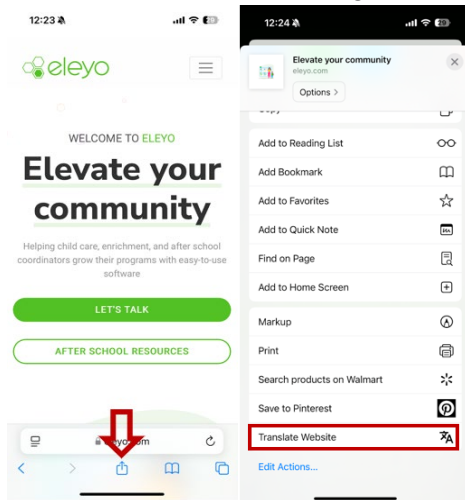 12:23
eleyo
WELCOME TO ELEYO
Elevate your
community
Helping child care, enrichment, and after school
coordinators grow their programs with easy-to-use
software
LET'S TALK
AFTER SCHOOL RESOURCES
12:24
Elevate your community
eleyo.com
Options >
Copy
Add to Reading List
Add Bookmark
Add to Favorites
Add to Quick Note
Find on Page
Add to Home Screen
Markup
Print
Search products on Walmart
Save to Pinterest
Translate Website
Edit Actions...